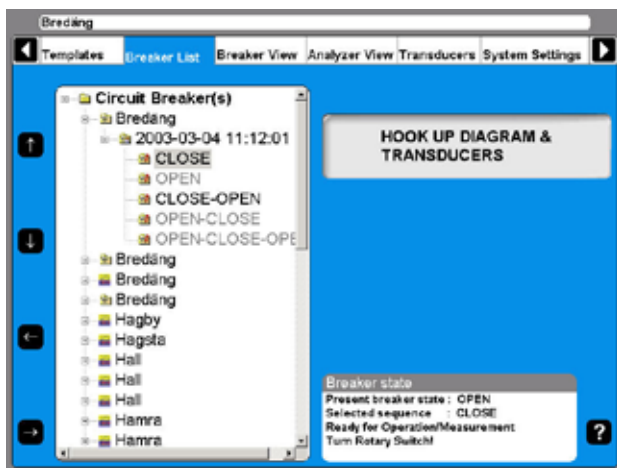 Bredäng
Templates Breaker List Breaker View Analyzer View Transducers System Settings
Circuit Breaker(s)
Bredäng
2003-03-04 11:12:01
CLOSE
OPEN
CLOSE-OPEN
OPEN-CLOSE
OPEN-CLOSE-OPE
Bredäng
Bredäng
Bredäng
Hagby
Hagsta
Hall
Hall
Hall
Hamra
Hamra
HOOK UP DIAGRAM &
TRANSDUCERS
Breaker state
Present breaker state : OPEN
Selected sequence : CLOSE
Ready for Operation/Measurement
Turn Rotary Switch!
?